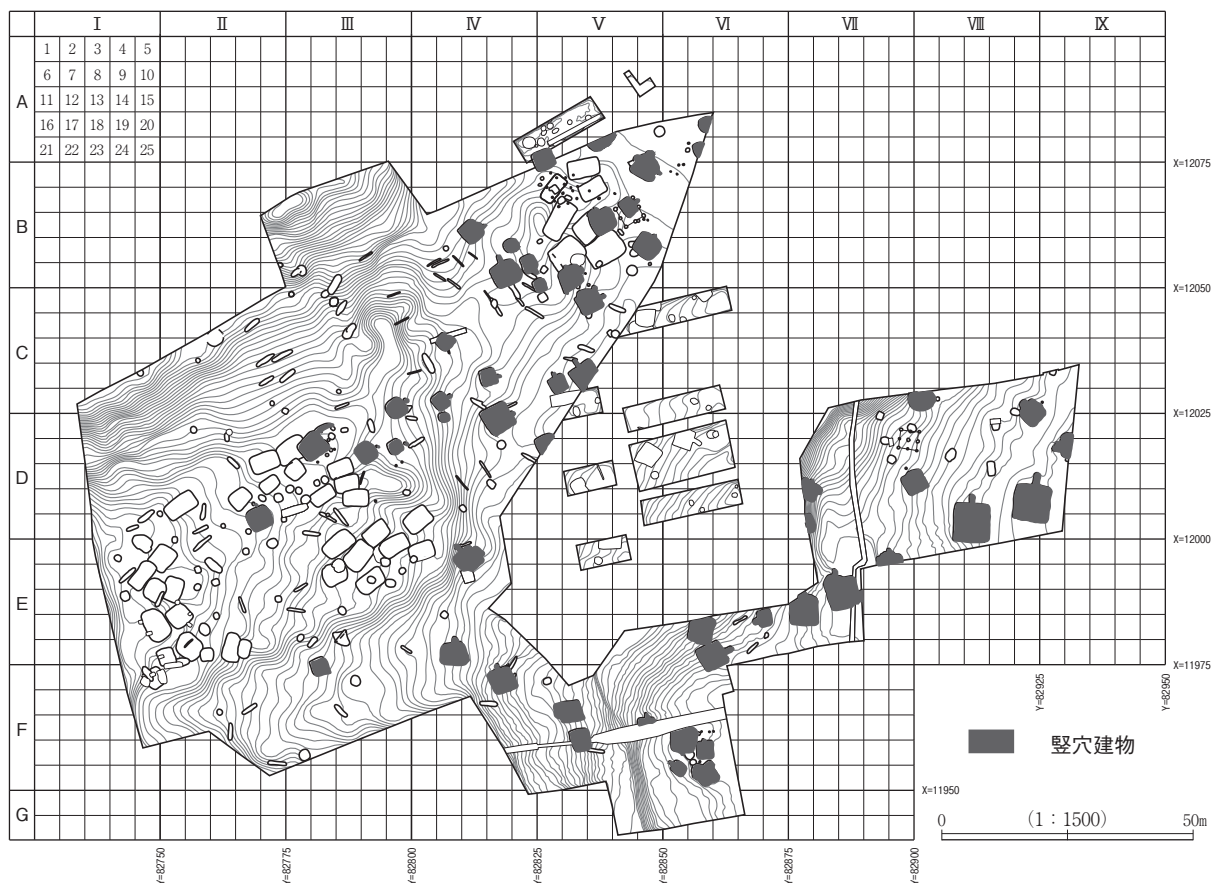 Ⅰ Ⅱ Ⅲ Ⅳ Ⅴ Ⅵ Ⅶ Ⅷ Ⅸ
1 2 3 4 5
6 7 8 9 10
11 12 13 14 15
16 17 18 19 20
21 22 23 24 25
A
B
C
D
E
F
G
X=12075
X=12050
X=12025
X=12000
X=11975
X=11950
Y=82750
Y=82775
Y=82800
Y=82825
Y=82850
Y=82875
Y=82900
Y=82925
Y=82950
竪穴建物
0 (1：1500) 50m